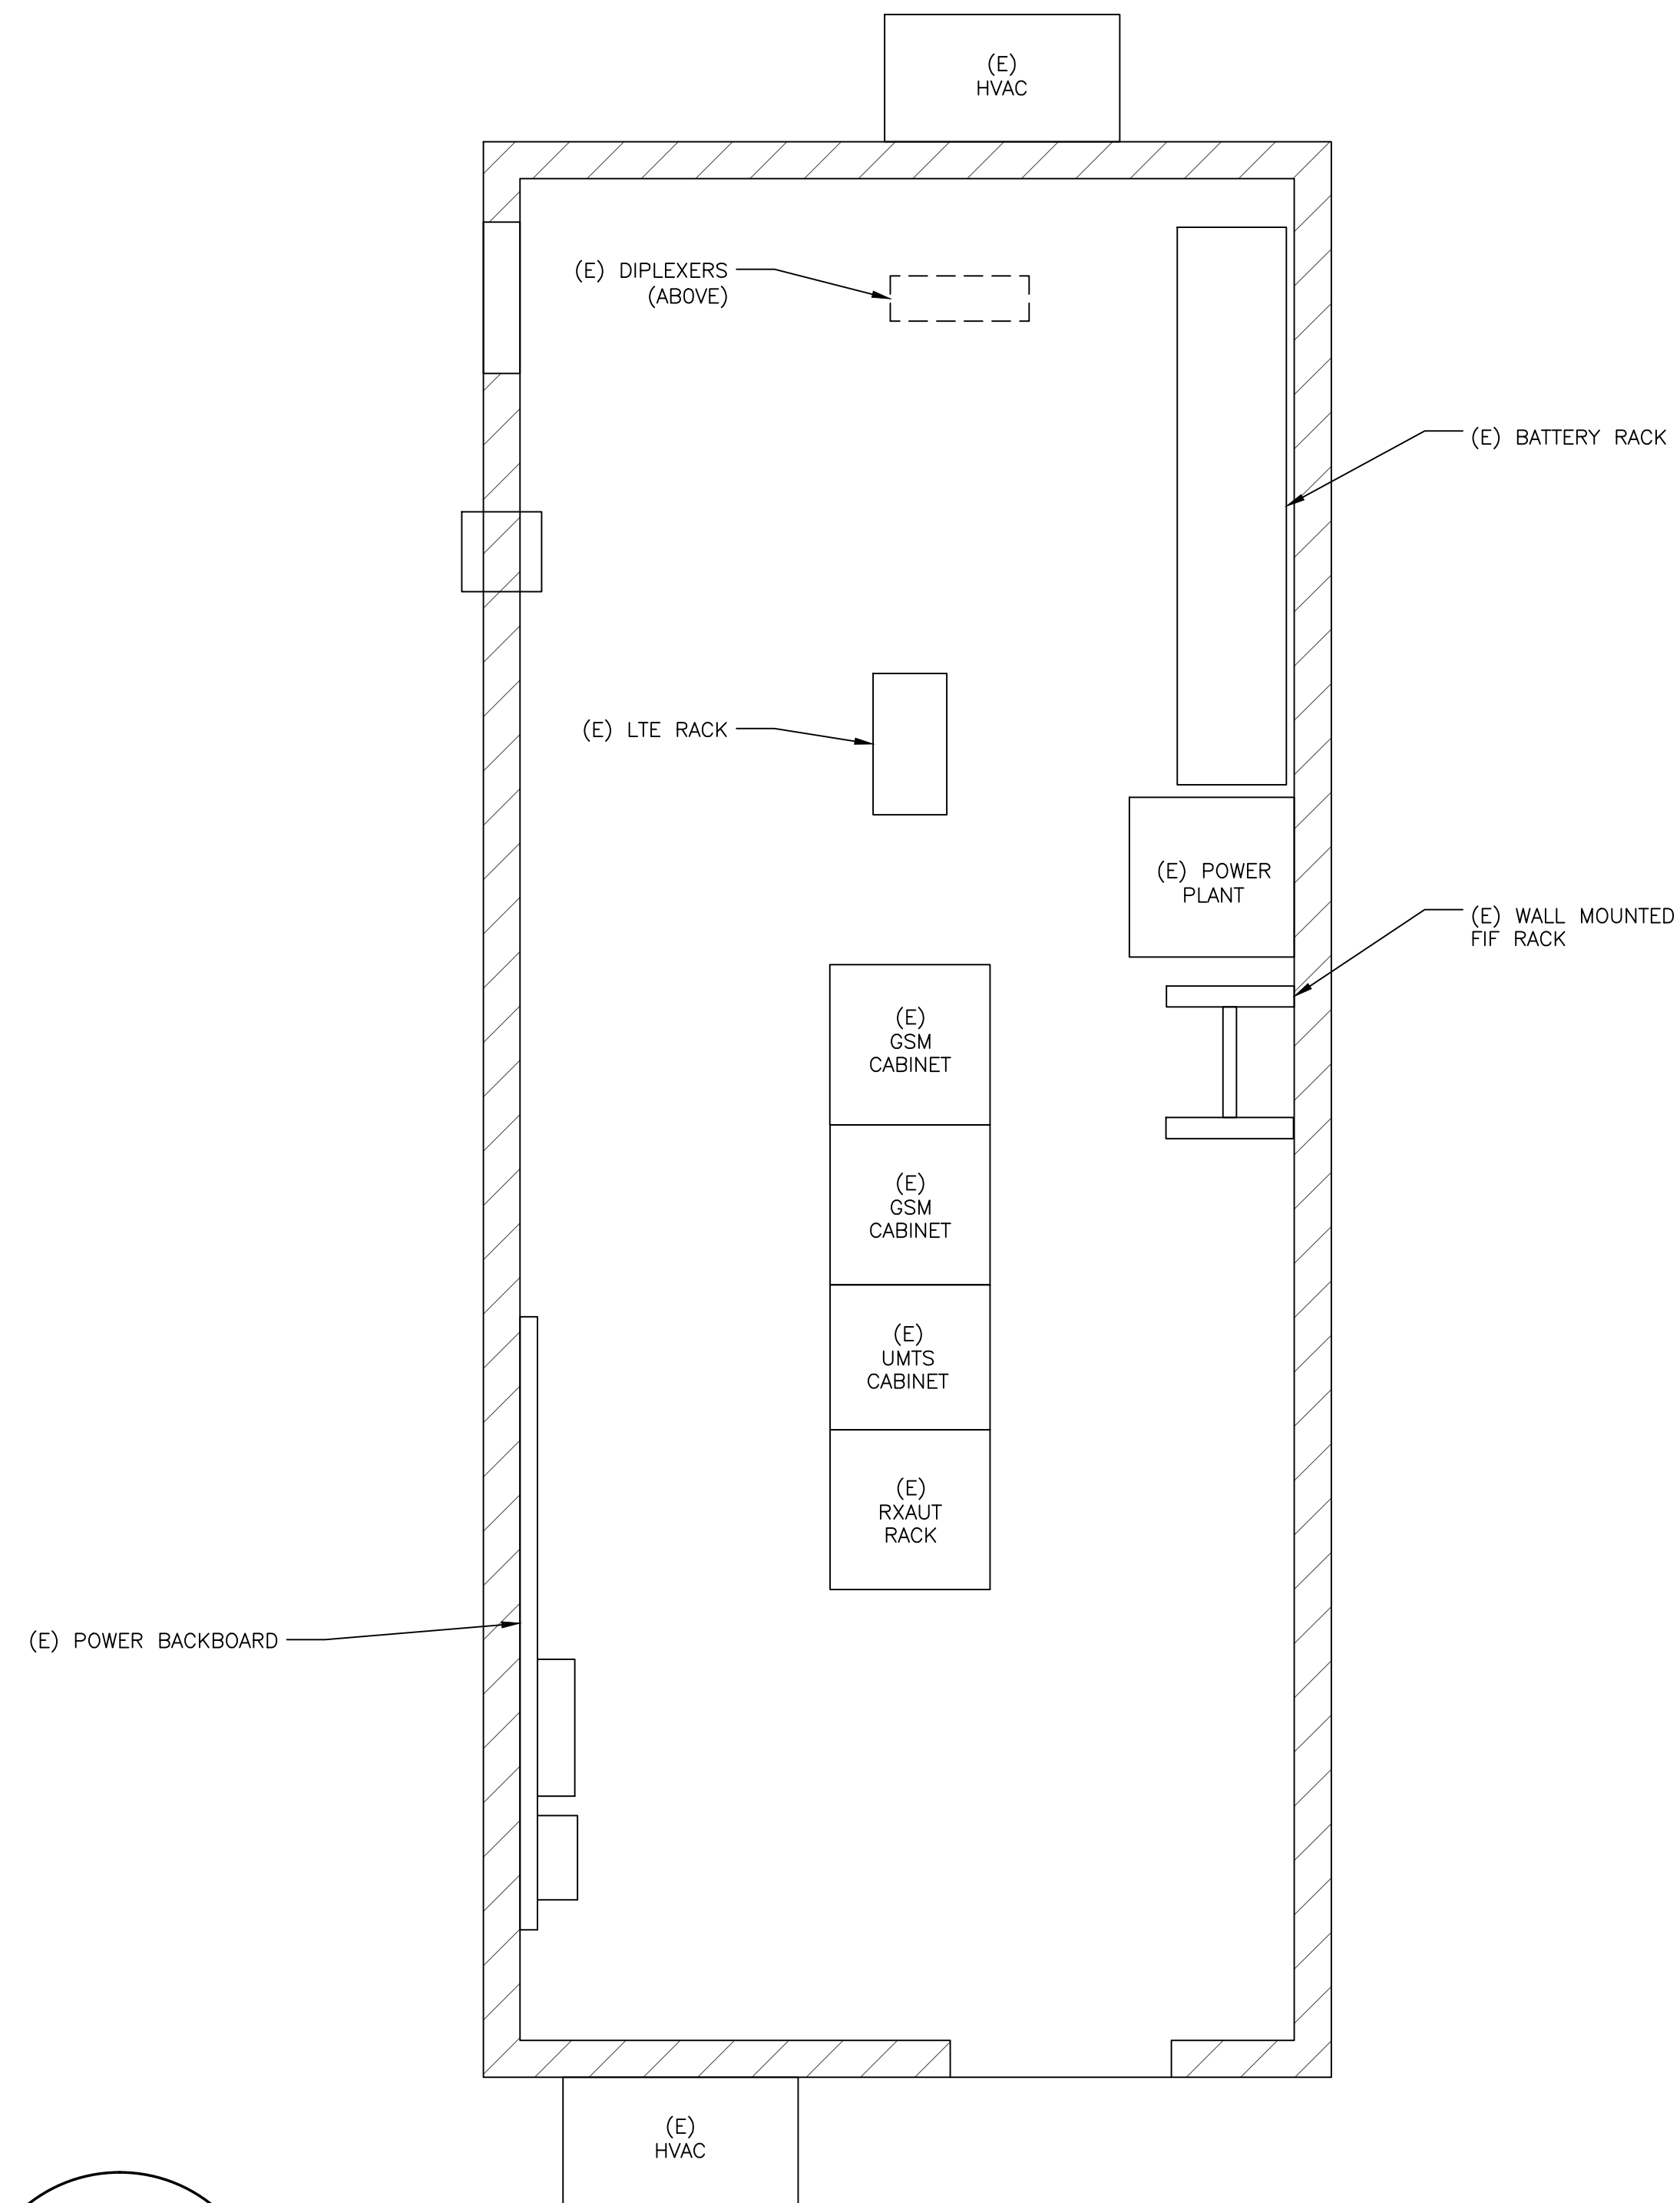 (E)
HVAC
(E) DIPLEXERS
(ABOVE)
(E) BATTERY RACK
(E) LTE RACK
(E) POWER
PLANT
(E) WALL MOUNTED
FIF RACK
(E)
GSM
CABINET
(E)
GSM
CABINET
(E)
UMTS
CABINET
(E)
RXAUT
RACK
(E) POWER BACKBOARD
(E)
HVAC